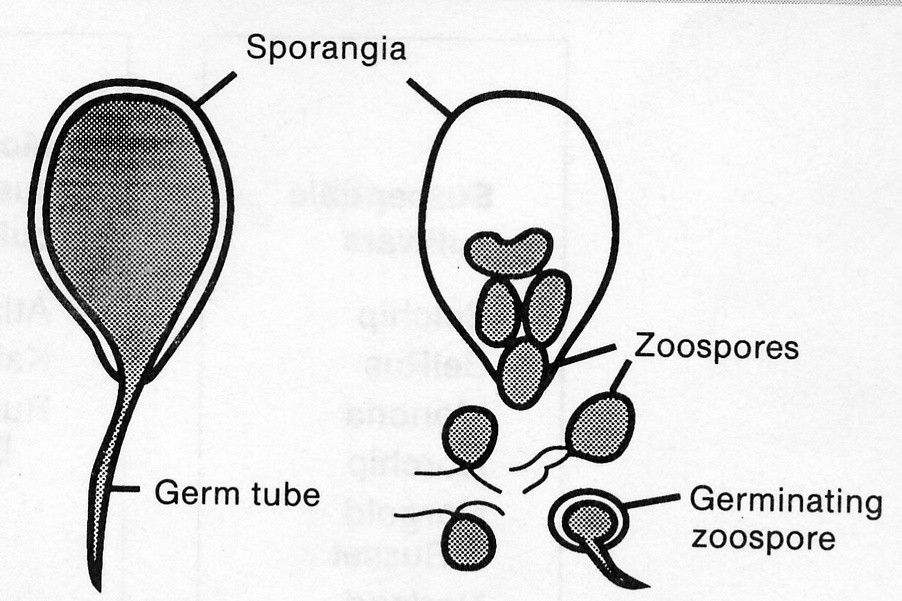 Sporangia
Zoospores
Germ tube
Germinating
zoospore